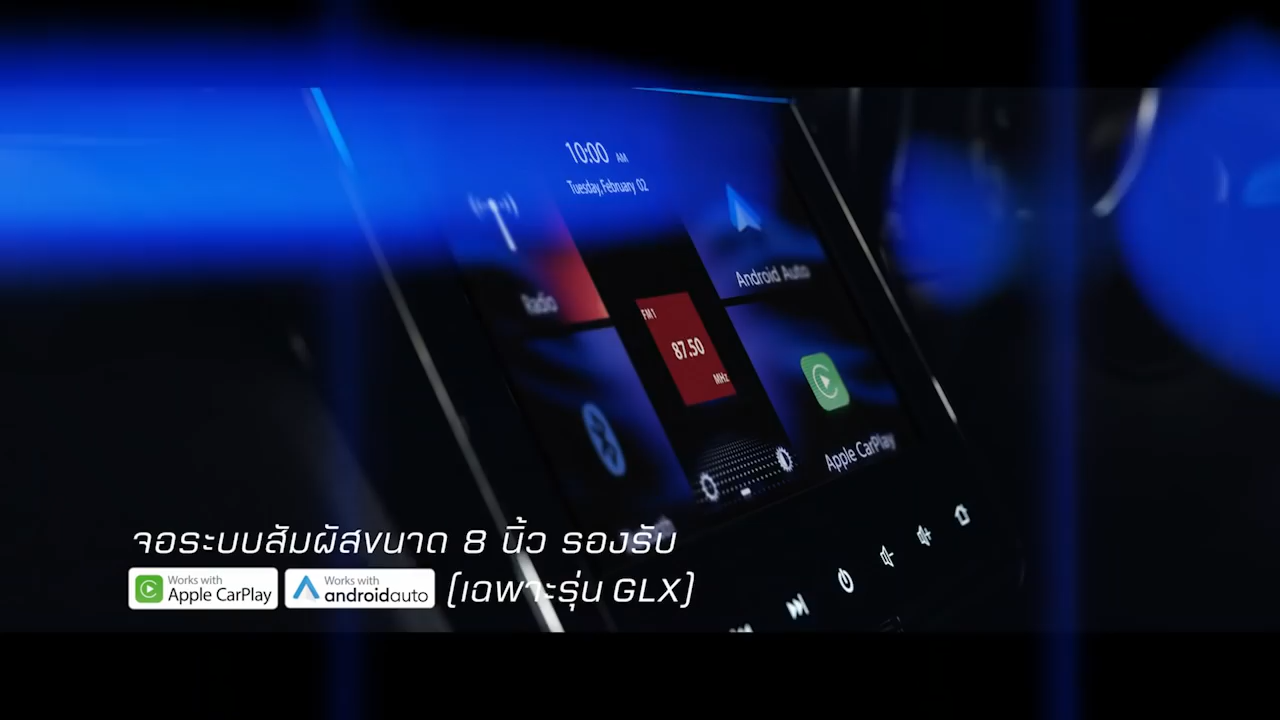 10:00 AM
Tuesday, February 02
Radio
Android Auto
FM1
87.50
MHz
Apple CarPlay
จอระบบสัมผัสขนาด 8 นิ้ว รองรับ
Works with Apple CarPlay Works with androidauto (เฉพาะรุ่น GLX)